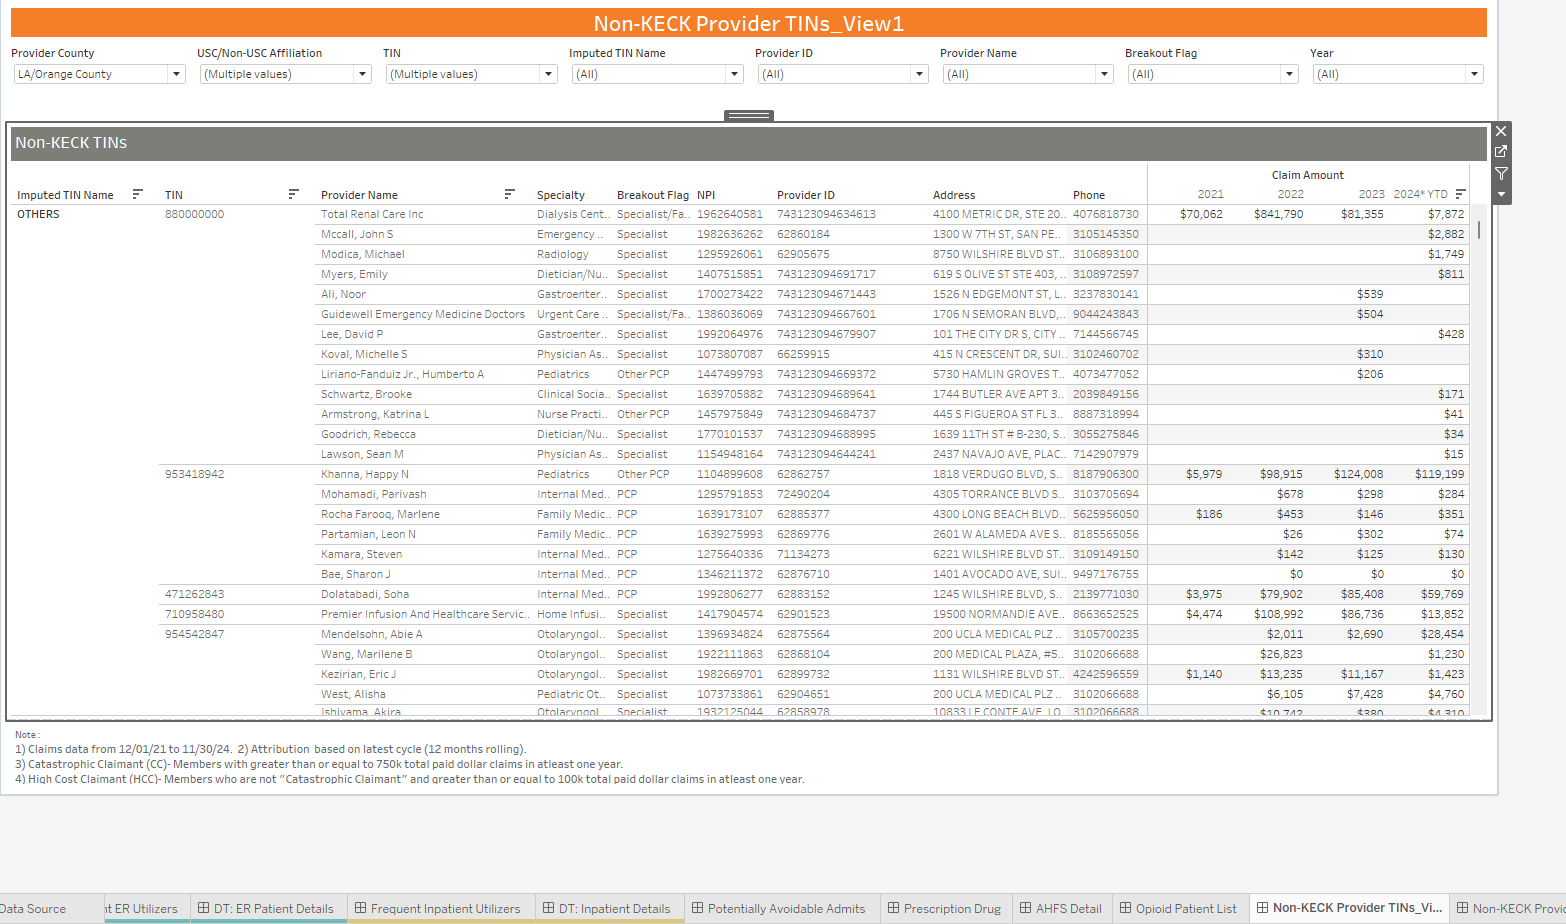 Non-KECK Provider TINs_View1
Provider County USC/Non-USC Affiliation TIN Imputed TIN Name Provider ID Provider Name Breakout Flag Year
LA/Orange County (Multiple values) (Multiple values) (All) (All) (All) (All) (All)
Non-KECK TINs
Claim Amount
Imputed TIN Name TIN Provider Name Specialty Breakout Flag NPI Provider ID Address Phone 2021 2022 2023 2024* YTD
OTHERS 880000000 Total Renal Care Inc Dialysis Cent.. Specialist/Fa.. 1962640581 743123094634613 4100 METRIC DR, STE 20.. 4076818730 $70,062 $841,790 $81,355 $7,872
Mccall, John S Emergency .. Specialist 1982636262 62860184 1300 W 7TH ST, SAN PE.. 3105145350 $2,882
Modica, Michael Radiology Specialist 1295926061 62905675 8750 WILSHIRE BLVD ST.. 3106893100 $1,749
Myers, Emily Dietician/Nu.. Specialist 1407515851 743123094691717 619 S OLIVE ST STE 403, .. 3108972597 $811
Ali, Noor Gastroenter.. Specialist 1700273422 743123094671443 1526 N EDGEMONT ST, L.. 3237830141 $539
Guidewell Emergency Medicine Doctors Urgent Care .. Specialist/Fa.. 1386036069 743123094667601 1706 N SEMORAN BLVD,.. 9044243843 $504
Lee, David P Gastroenter.. Specialist 1992064976 743123094679907 101 THE CITY DR S, CITY .. 7144566745 $428
Koval, Michelle S Physician As.. Specialist 1073807087 66259915 415 N CRESCENT DR, SUI.. 3102460702 $310
Liriano-Fanduiz Jr., Humberto A Pediatrics Other PCP 1447499793 743123094669372 5730 HAMLIN GROVES T.. 4073477052 $206
Schwartz, Brooke Clinical Socia.. Specialist 1639705882 743123094689641 1744 BUTLER AVE APT 3.. 2039849156 $171
Armstrong, Katrina L Nurse Practi.. Other PCP 1457975849 743123094684737 445 S FIGUEROA ST FL 3.. 8887318994 $41
Goodrich, Rebecca Dietician/Nu.. Specialist 1770101537 743123094688995 1639 11TH ST # B-230, S.. 3055275846 $34
Lawson, Sean M Physician As.. Specialist 1154948164 743123094644241 2437 NAVAJO AVE, PLAC.. 7142907979 $15
953418942 Khanna, Happy N Pediatrics Other PCP 1104899608 62862757 1818 VERDUGO BLVD, S.. 8187906300 $5,979 $98,915 $124,008 $119,199
Mohamadi, Parivash Internal Med.. PCP 1295791853 72490204 4305 TORRANCE BLVD S.. 3103705694 $678 $298 $284
Rocha Farooq, Marlene Family Medic.. PCP 1639173107 62885377 4300 LONG BEACH BLVD.. 5625956050 $186 $453 $146 $351
Partamian, Leon N Family Medic.. PCP 1639275993 62869776 2601 W ALAMEDA AVE S.. 8185565056 $26 $302 $74
Kamara, Steven Internal Med.. PCP 1275640336 71134273 6221 WILSHIRE BLVD ST.. 3109149150 $142 $125 $130
Bae, Sharon J Internal Med.. PCP 1346211372 62876710 1401 AVOCADO AVE, SUI.. 9497176755 $0 $0 $0
471262843 Dolatabadi, Soha Internal Med.. PCP 1992806277 62883152 1245 WILSHIRE BLVD, S.. 2139771030 $3,975 $79,902 $85,408 $59,769
710958480 Premier Infusion And Healthcare Servic.. Home Infusi.. Specialist 1417904574 62901523 19500 NORMANDIE AVE.. 8663652525 $4,474 $108,992 $86,736 $13,852
954542847 Mendelsohn, Abie A Otolaryngol.. Specialist 1396934824 62875564 200 UCLA MEDICAL PLZ .. 3105700235 $2,011 $2,690 $28,454
Wang, Marilene B Otolaryngol.. Specialist 1922111863 62868104 200 MEDICAL PLAZA, #5.. 3102066688 $26,823 $1,230
Kezirian, Eric J Otolaryngol.. Specialist 1982669701 62899732 1131 WILSHIRE BLVD ST.. 4242596559 $1,140 $13,235 $11,167 $1,423
West, Alisha Pediatric Ot.. Specialist 1073733861 62904651 200 UCLA MEDICAL PLZ .. 3102066688 $6,105 $7,428 $4,760
Ishiyama, Akira Otolaryngol.. Specialist 1932125044 62858978 10833 LE CONTE AVE, LO.. 3102066688 $10,742 $380 $4,310
Note :
1) Claims data from 12/01/21 to 11/30/24. 2) Attribution based on latest cycle (12 months rolling).
3) Catastrophic Claimant (CC)- Members with greater than or equal to 750k total paid dollar claims in atleast one year.
4) High Cost Claimant (HCC)- Members who are not "Catastrophic Claimant" and greater than or equal to 100k total paid dollar claims in atleast one year.
Data Source t ER Utilizers DT: ER Patient Details Frequent Inpatient Utilizers DT: Inpatient Details Potentially Avoidable Admits Prescription Drug AHFS Detail Opioid Patient List Non-KECK Provider TINs_Vi... Non-KECK Prov